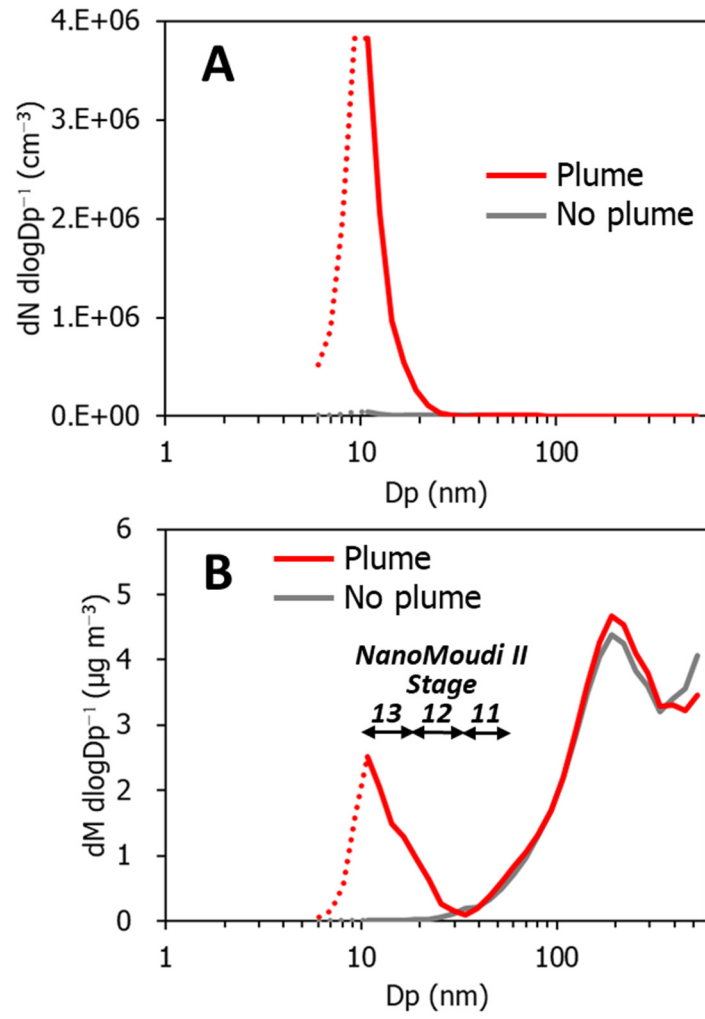 A
4.E+06
3.E+06
2.E+06
1.E+06
0.E+00
dN dlogDp⁻¹ (cm⁻³)
Plume
No plume
1 10 100
Dp (nm)
B
6
5
4
3
2
1
0
dM dlogDp⁻¹ (µg m⁻³)
Plume
No plume
NanoMoudi II
Stage
13 12 11
1 10 100
Dp (nm)